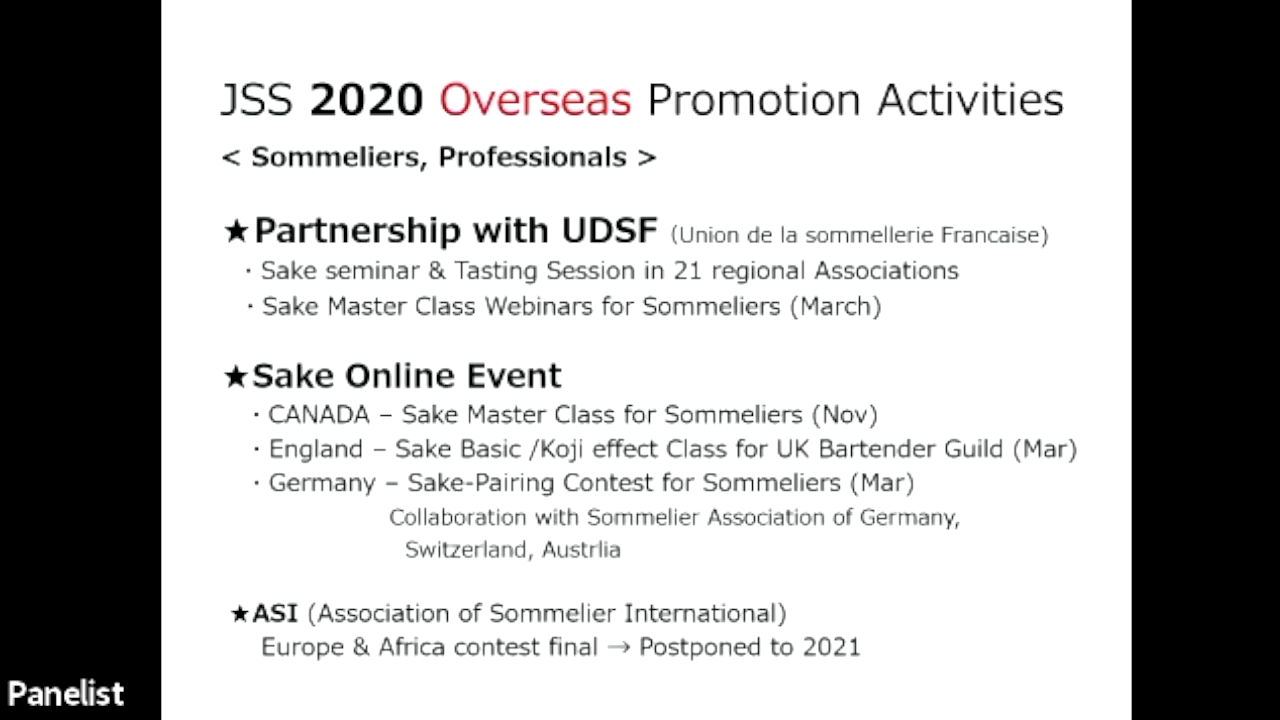 JSS 2020 Overseas Promotion Activities
< Sommeliers, Professionals >
★Partnership with UDSF (Union de la sommellerie Francaise)
・Sake seminar & Tasting Session in 21 regional Associations
・Sake Master Class Webinars for Sommeliers (March)
★Sake Online Event
・CANADA – Sake Master Class for Sommeliers (Nov)
・England – Sake Basic /Koji effect Class for UK Bartender Guild (Mar)
・Germany – Sake-Pairing Contest for Sommeliers (Mar)
Collaboration with Sommelier Association of Germany,
Switzerland, Austrlia
★ASI (Association of Sommelier International)
Europe & Africa contest final → Postponed to 2021
Panelist